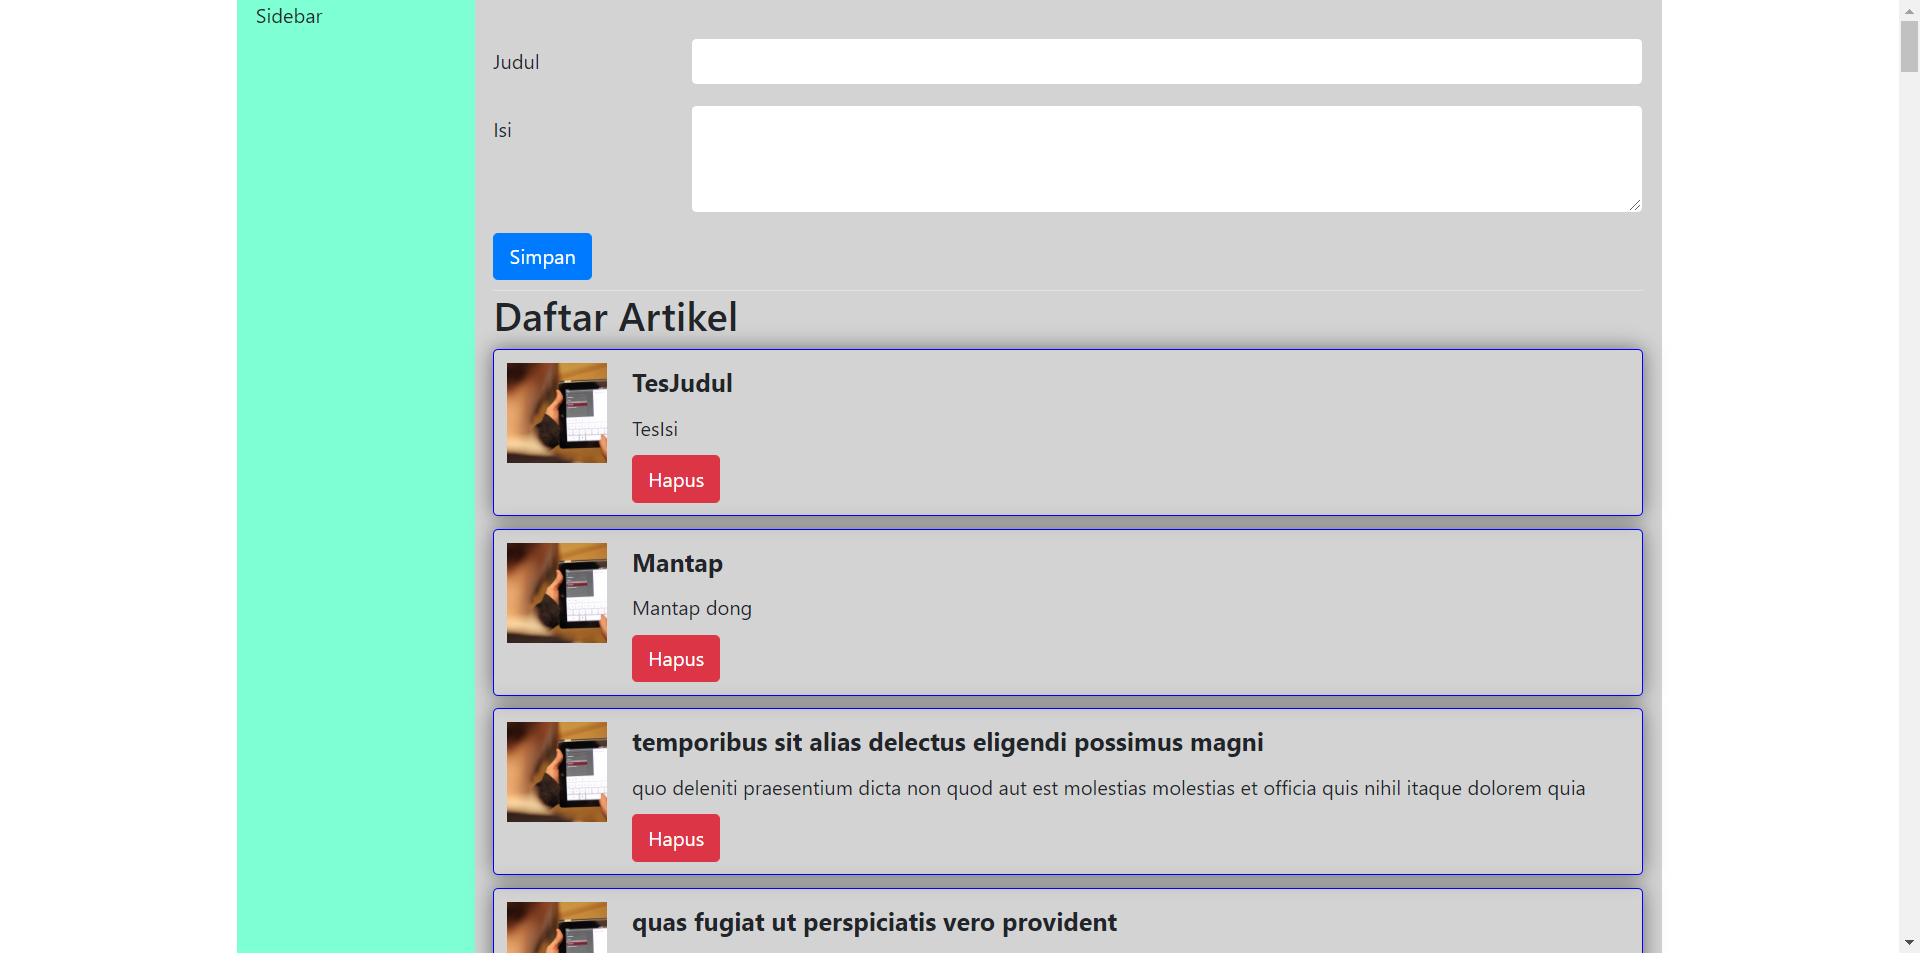 Sidebar
Judul
Isi
Simpan
Daftar Artikel
TesJudul
TesIsi
Hapus
Mantap
Mantap dong
Hapus
temporibus sit alias delectus eligendi possimus magni
quo deleniti praesentium dicta non quod aut est molestias molestias et officia quis nihil itaque dolorem quia
Hapus
quas fugiat ut perspiciatis vero provident